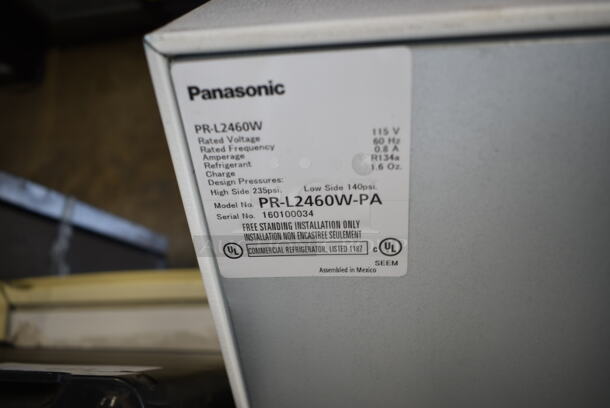 Panasonic
PR-L2460W
Rated Voltage 115 V
Rated Frequency 60 Hz
Amperage 0.8 A
Refrigerant R134a
Charge 1.6 Oz.
Design Pressures:
High Side 235psi. Low Side 140psi.
Model No. PR-L2460W-PA
Serial No. 160100034
FREE STANDING INSTALLATION ONLY
INSTALLATION NON ENCASTREE SEULEMENT
UL COMMERCIAL REFRIGERATOR, LISTED 11B7 c UL
SEEM
Assembled in Mexico